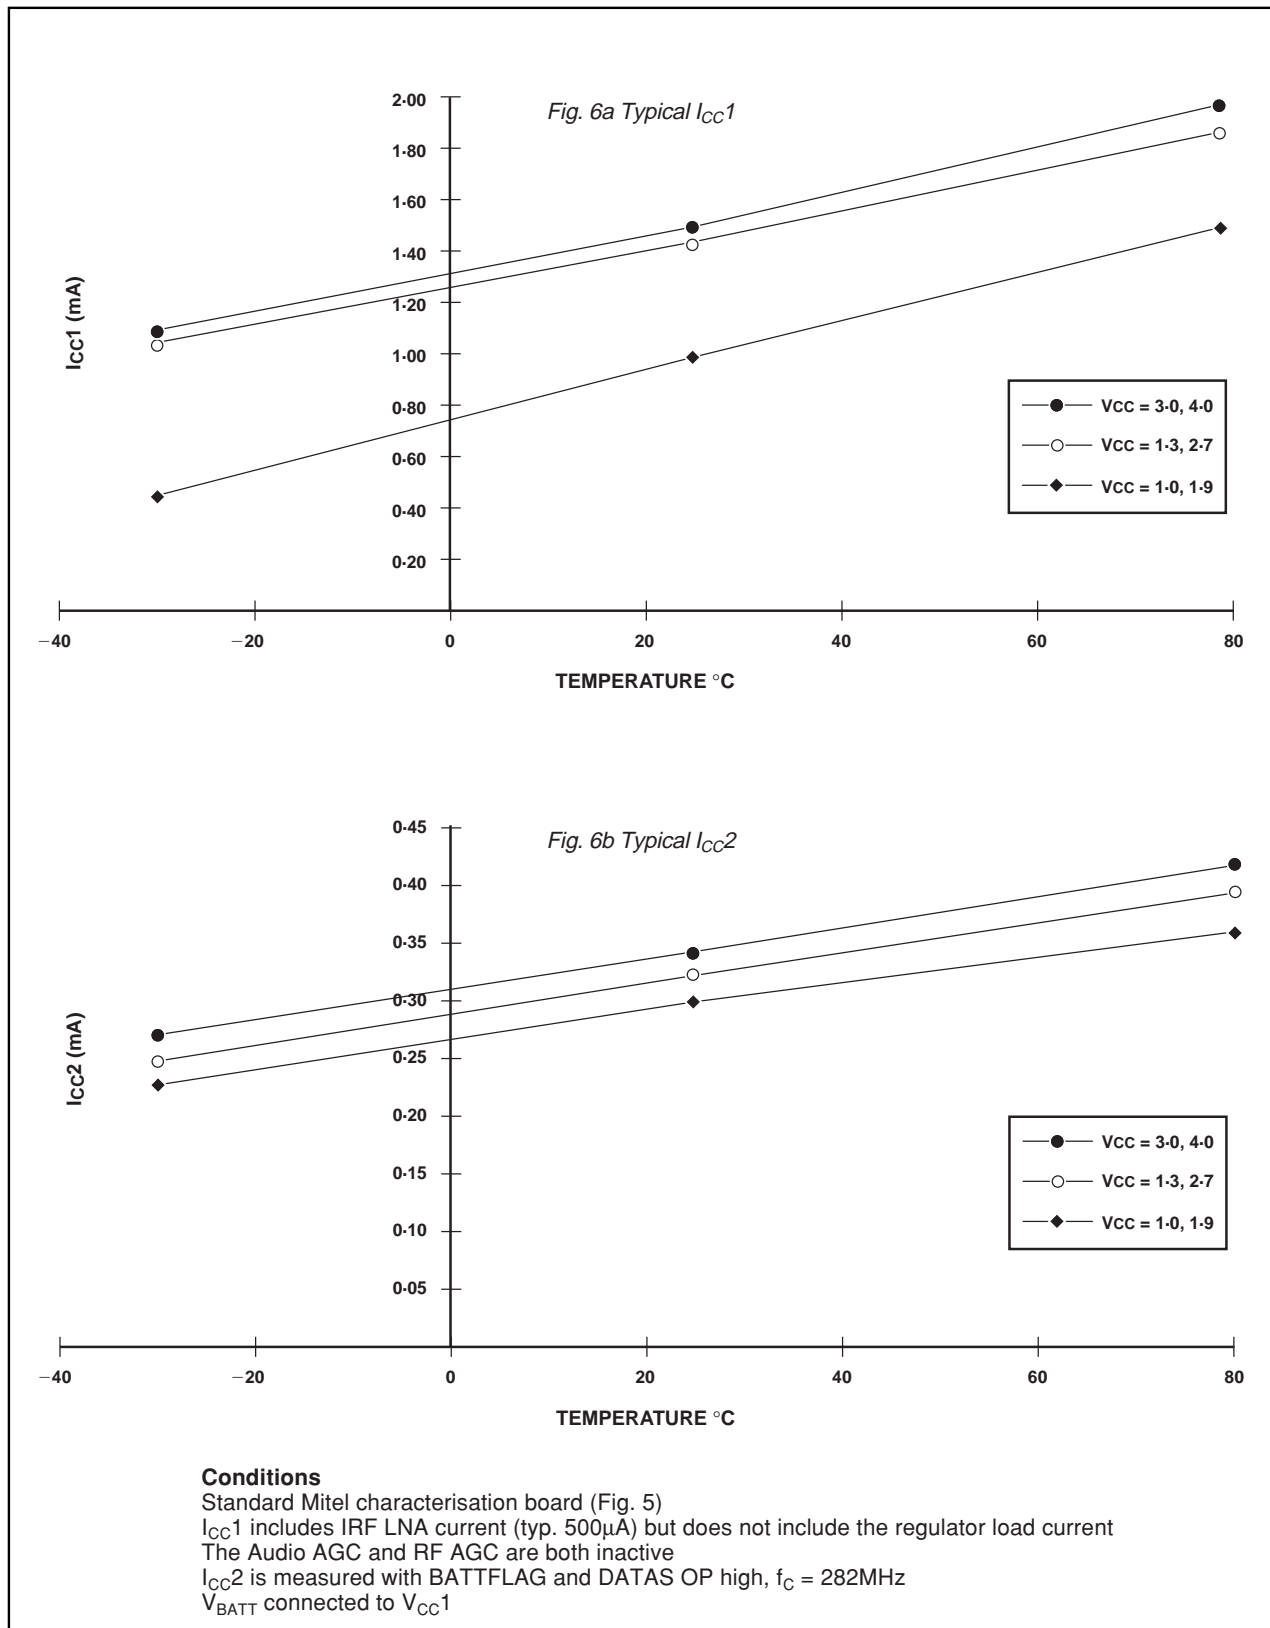 Fig. 6a Typical ICC1
2·00
1·80
1·60
1·40
1·20
1·00
0·80
0·60
0·40
0·20
ICC1 (mA)
VCC = 3·0, 4·0
VCC = 1·3, 2·7
VCC = 1·0, 1·9
−40 −20 0 20 40 60 80
TEMPERATURE °C
Fig. 6b Typical ICC2
0·45
0·40
0·35
0·30
0·25
0·20
0·15
0·10
0·05
ICC2 (mA)
VCC = 3·0, 4·0
VCC = 1·3, 2·7
VCC = 1·0, 1·9
−40 −20 0 20 40 60 80
TEMPERATURE °C
Conditions
Standard Mitel characterisation board (Fig. 5)
ICC1 includes IRF LNA current (typ. 500µA) but does not include the regulator load current
The Audio AGC and RF AGC are both inactive
ICC2 is measured with BATTFLAG and DATAS OP high, fC = 282MHz
VBATT connected to VCC1